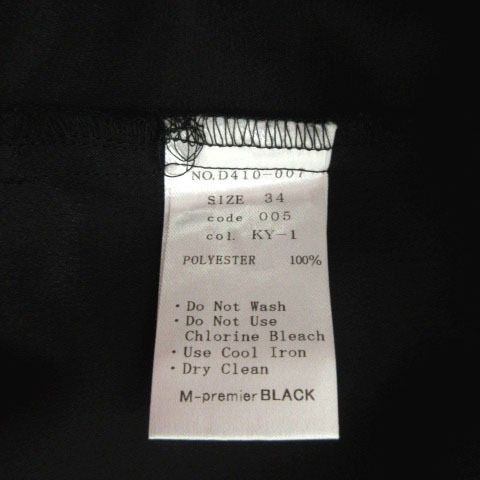 NO.D410-007
SIZE 34
code 005
col. KY-1
POLYESTER 100%
・Do Not Wash
・Do Not Use
Chlorine Bleach
・Use Cool Iron
・Dry Clean
M-premier BLACK